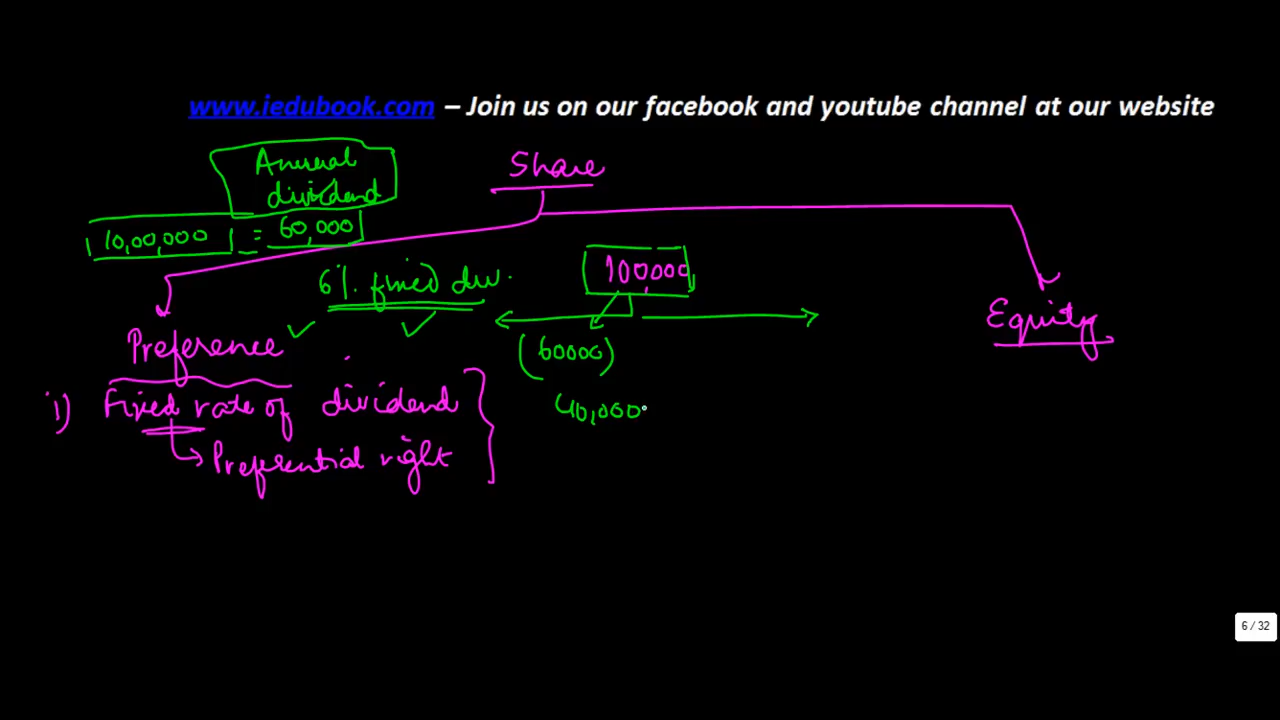 www.iedubook.com – Join us on our facebook and youtube channel at our website
Share
Annual
dividend
10,00,000 = 60,000
6%. fixed div.
100,000
Preference
Equity
(60000)
i) Fixed rate of dividend
40,000
→ Preferential right
6 / 32